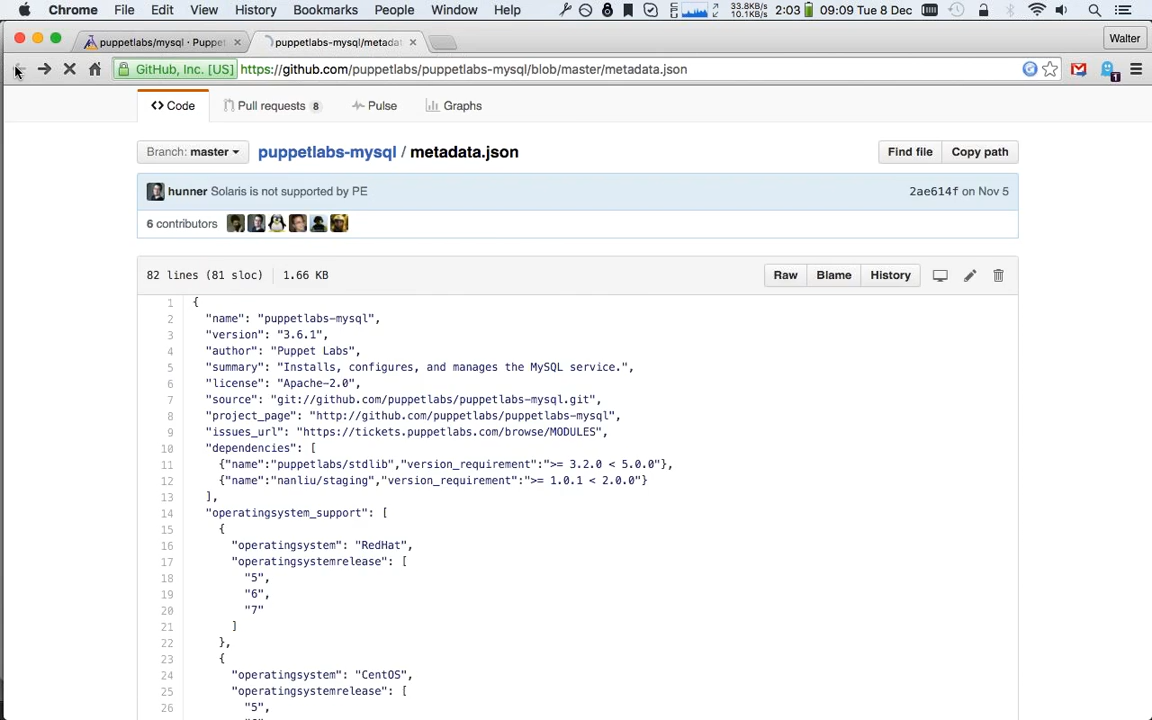 Chrome File Edit View History Bookmarks People Window Help 33.8KB/s 10.1KB/s 2:03 09:09 Tue 8 Dec
puppetlabs/mysql · Puppet puppetlabs-mysql/metadat Walter
GitHub, Inc. [US] https://github.com/puppetlabs/puppetlabs-mysql/blob/master/metadata.json 1
Code Pull requests 8 Pulse Graphs
Branch: master puppetlabs-mysql / metadata.json Find file Copy path
hunner Solaris is not supported by PE 2ae614f on Nov 5
6 contributors
82 lines (81 sloc) 1.66 KB Raw Blame History
1 {
2 "name": "puppetlabs-mysql",
3 "version": "3.6.1",
4 "author": "Puppet Labs",
5 "summary": "Installs, configures, and manages the MySQL service.",
6 "license": "Apache-2.0",
7 "source": "git://github.com/puppetlabs/puppetlabs-mysql.git",
8 "project_page": "http://github.com/puppetlabs/puppetlabs-mysql",
9 "issues_url": "https://tickets.puppetlabs.com/browse/MODULES",
10 "dependencies": [
11 {"name":"puppetlabs/stdlib","version_requirement":">= 3.2.0 < 5.0.0"},
12 {"name":"nanliu/staging","version_requirement":">= 1.0.1 < 2.0.0"}
13 ],
14 "operatingsystem_support": [
15 {
16 "operatingsystem": "RedHat",
17 "operatingsystemrelease": [
18 "5",
19 "6",
20 "7"
21 ]
22 },
23 {
24 "operatingsystem": "CentOS",
25 "operatingsystemrelease": [
26 "5",